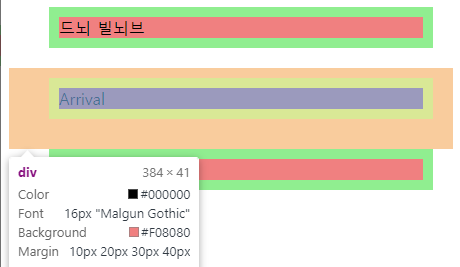 드뇌 빌뇌브
Arrival
div 384 × 41
Color #000000
Font 16px "Malgun Gothic"
Background #F08080
Margin 10px 20px 30px 40px